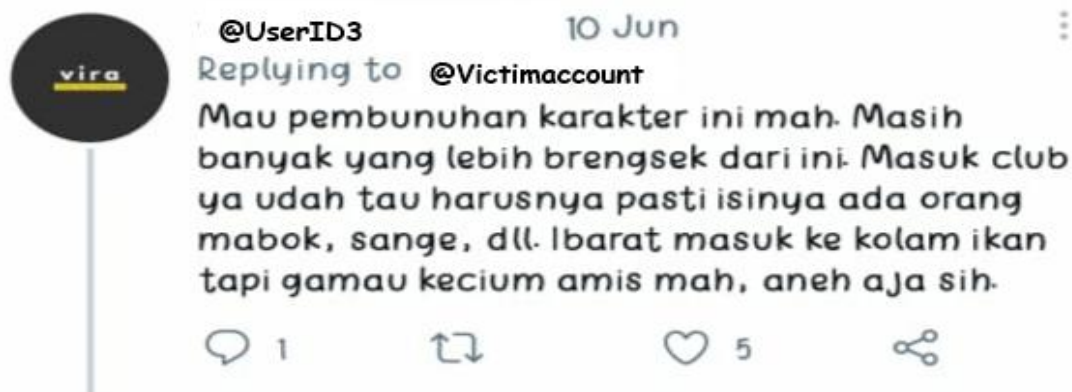 @UserID3 10 Jun
vira
Replying to @Victimaccount
Mau pembunuhan karakter ini mah. Masih
banyak yang lebih brengsek dari ini. Masuk club
ya udah tau harusnya pasti isinya ada orang
mabok, sange, dll. Ibarat masuk ke kolam ikan
tapi gamau kecium amis mah, aneh aja sih.
1 5